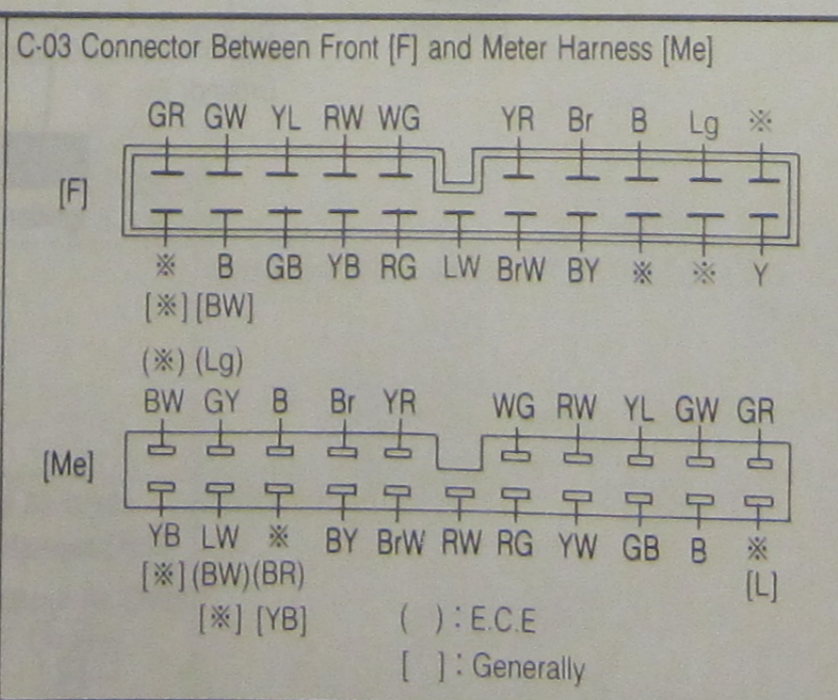 C-03 Connector Between Front [F] and Meter Harness [Me]
GR GW YL RW WG YR Br B Lg ※
[F]
※ B GB YB RG LW BrW BY ※ ※ Y
[※] [BW]
(※) (Lg)
BW GY B Br YR WG RW YL GW GR
[Me]
YB LW ※ BY BrW RW RG YW GB B ※
[※] (BW) (BR) [L]
[※] [YB] ( ) : E.C.E
[ ] : Generally